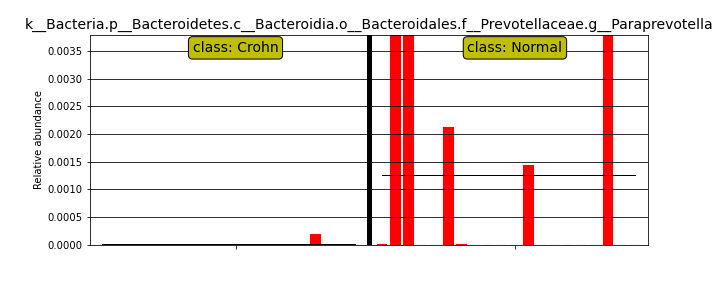 k__Bacteria.p__Bacteroidetes.c__Bacteroidia.o__Bacteroidales.f__Prevotellaceae.g__Paraprevotella
class: Crohn
class: Normal
Relative abundance
0.0035
0.0030
0.0025
0.0020
0.0015
0.0010
0.0005
0.0000